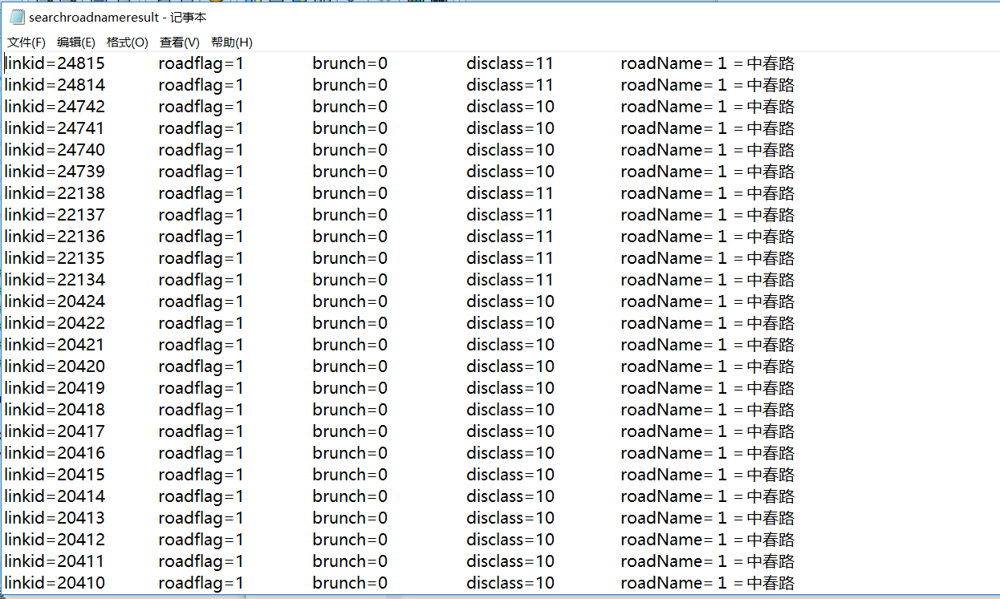 searchroadnameresult - 记事本
文件(F) 编辑(E) 格式(O) 查看(V) 帮助(H)
linkid=24815 roadflag=1 brunch=0 disclass=11 roadName= 1 =中春路
linkid=24814 roadflag=1 brunch=0 disclass=11 roadName= 1 =中春路
linkid=24742 roadflag=1 brunch=0 disclass=10 roadName= 1 =中春路
linkid=24741 roadflag=1 brunch=0 disclass=10 roadName= 1 =中春路
linkid=24740 roadflag=1 brunch=0 disclass=10 roadName= 1 =中春路
linkid=24739 roadflag=1 brunch=0 disclass=10 roadName= 1 =中春路
linkid=22138 roadflag=1 brunch=0 disclass=11 roadName= 1 =中春路
linkid=22137 roadflag=1 brunch=0 disclass=11 roadName= 1 =中春路
linkid=22136 roadflag=1 brunch=0 disclass=11 roadName= 1 =中春路
linkid=22135 roadflag=1 brunch=0 disclass=11 roadName= 1 =中春路
linkid=22134 roadflag=1 brunch=0 disclass=11 roadName= 1 =中春路
linkid=20424 roadflag=1 brunch=0 disclass=10 roadName= 1 =中春路
linkid=20422 roadflag=1 brunch=0 disclass=10 roadName= 1 =中春路
linkid=20421 roadflag=1 brunch=0 disclass=10 roadName= 1 =中春路
linkid=20420 roadflag=1 brunch=0 disclass=10 roadName= 1 =中春路
linkid=20419 roadflag=1 brunch=0 disclass=10 roadName= 1 =中春路
linkid=20418 roadflag=1 brunch=0 disclass=10 roadName= 1 =中春路
linkid=20417 roadflag=1 brunch=0 disclass=10 roadName= 1 =中春路
linkid=20416 roadflag=1 brunch=0 disclass=10 roadName= 1 =中春路
linkid=20415 roadflag=1 brunch=0 disclass=10 roadName= 1 =中春路
linkid=20414 roadflag=1 brunch=0 disclass=10 roadName= 1 =中春路
linkid=20413 roadflag=1 brunch=0 disclass=10 roadName= 1 =中春路
linkid=20412 roadflag=1 brunch=0 disclass=10 roadName= 1 =中春路
linkid=20411 roadflag=1 brunch=0 disclass=10 roadName= 1 =中春路
linkid=20410 roadflag=1 brunch=0 disclass=10 roadName= 1 =中春路